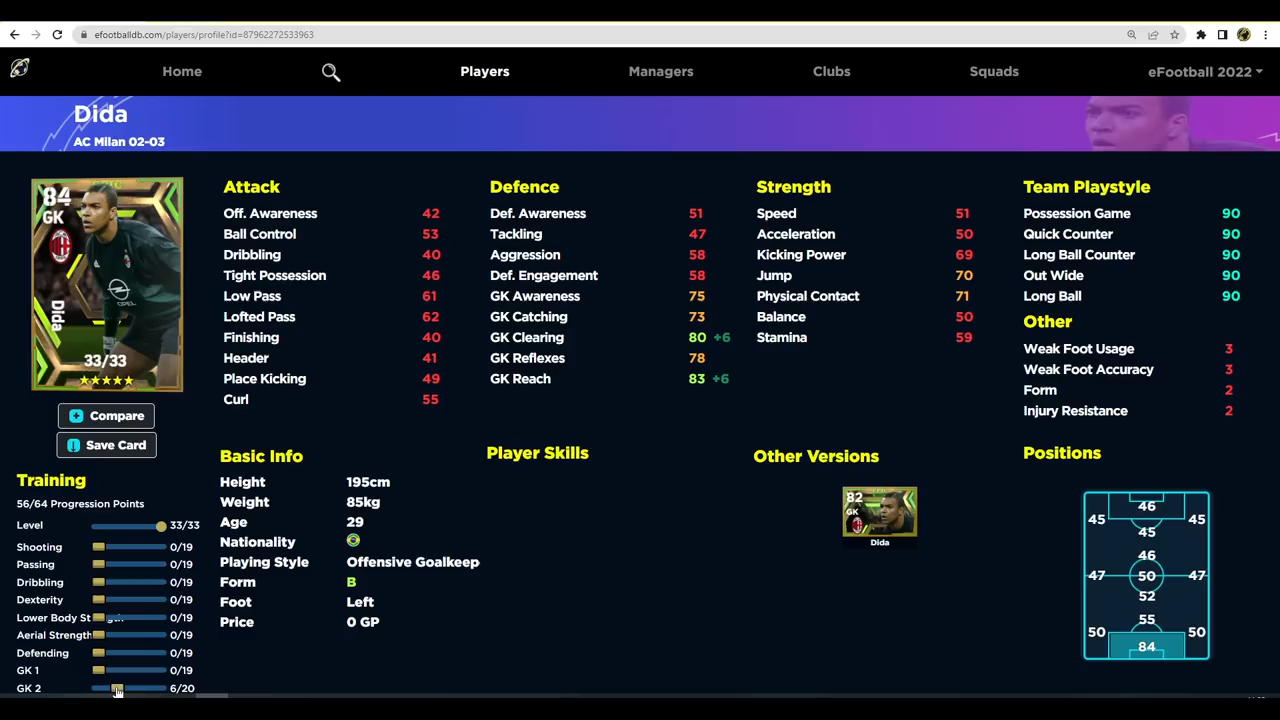 efootballdb.com/players/profile?id=87962272533963
Home
Players
Managers
Clubs
Squads
eFootball 2022
Dida
AC Milan 02-03
84
GK
Dida
33/33
Compare
Save Card
Training
56/64 Progression Points
Level 33/33
Shooting 0/19
Passing 0/19
Dribbling 0/19
Dexterity 0/19
Lower Body Strength 0/19
Aerial Strength 0/19
Defending 0/19
GK 1 0/19
GK 2 6/20
Attack
Off. Awareness 42
Ball Control 53
Dribbling 40
Tight Possession 46
Low Pass 61
Lofted Pass 62
Finishing 40
Header 41
Place Kicking 49
Curl 55
Defence
Def. Awareness 51
Tackling 47
Aggression 58
Def. Engagement 58
GK Awareness 75
GK Catching 73
GK Clearing 80 +6
GK Reflexes 78
GK Reach 83 +6
Strength
Speed 51
Acceleration 50
Kicking Power 69
Jump 70
Physical Contact 71
Balance 50
Stamina 59
Team Playstyle
Possession Game 90
Quick Counter 90
Long Ball Counter 90
Out Wide 90
Long Ball 90
Other
Weak Foot Usage 3
Weak Foot Accuracy 3
Form 2
Injury Resistance 2
Basic Info
Height 195cm
Weight 85kg
Age 29
Nationality
Playing Style Offensive Goalkeep
Form B
Foot Left
Price 0 GP
Player Skills
Other Versions
82
GK
Dida
Positions
46
45 45
45
46
47 50 47
52
55
50 50
84